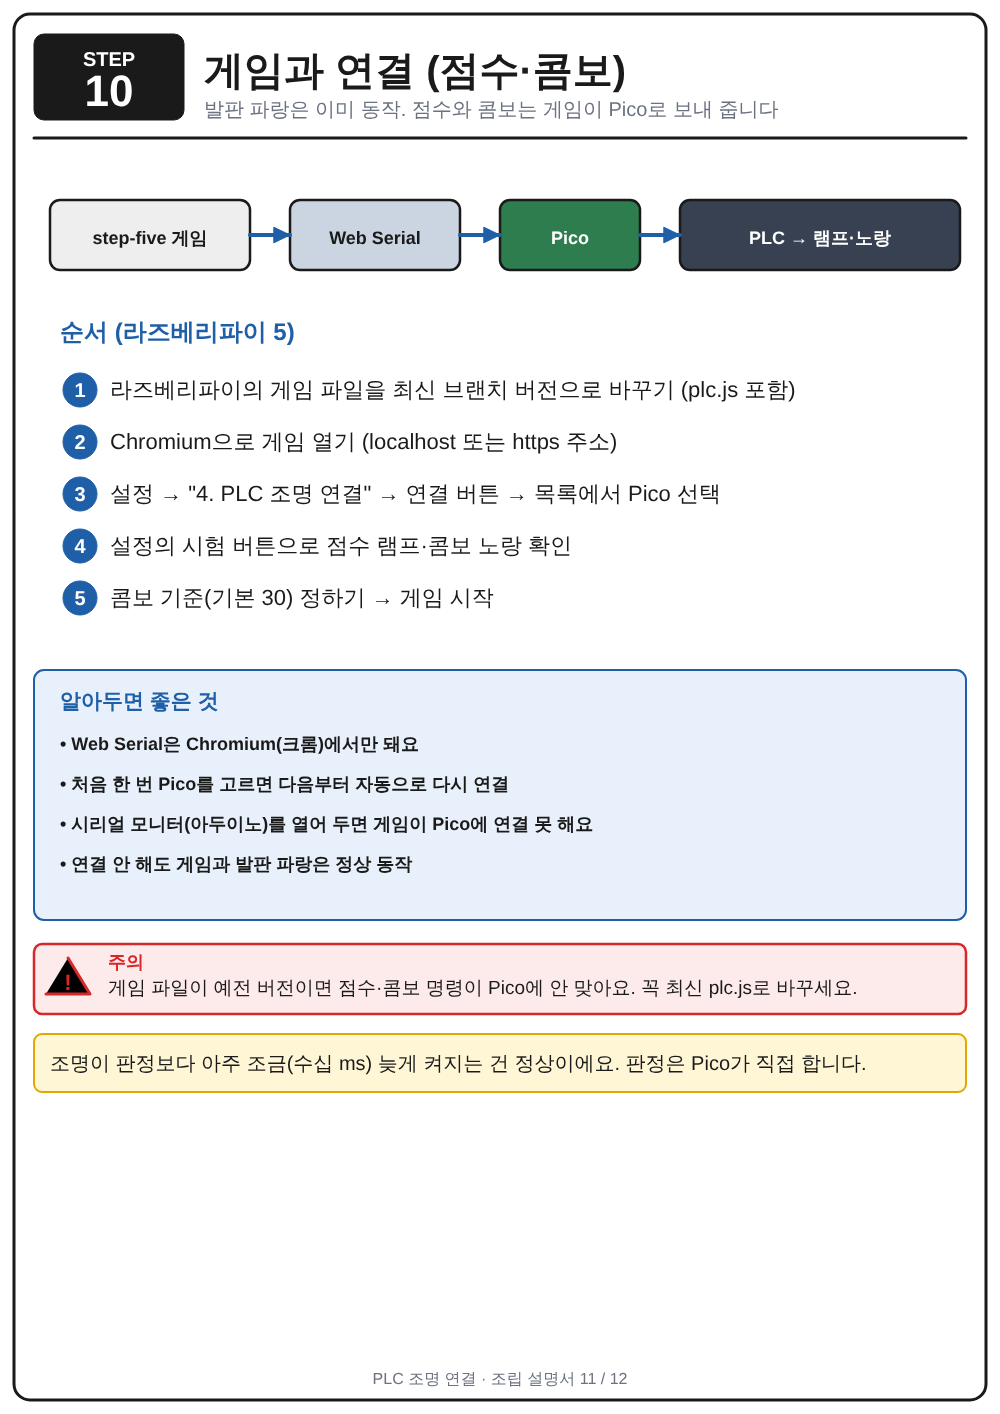 STEP
10
게임과 연결 (점수·콤보)
발판 파랑은 이미 동작. 점수와 콤보는 게임이 Pico로 보내 줍니다
step-five 게임
Web Serial
Pico
PLC → 램프·노랑
순서 (라즈베리파이 5)
1 라즈베리파이의 게임 파일을 최신 브랜치 버전으로 바꾸기 (plc.js 포함)
2 Chromium으로 게임 열기 (localhost 또는 https 주소)
3 설정 → "4. PLC 조명 연결" → 연결 버튼 → 목록에서 Pico 선택
4 설정의 시험 버튼으로 점수 램프·콤보 노랑 확인
5 콤보 기준(기본 30) 정하기 → 게임 시작
알아두면 좋은 것
• Web Serial은 Chromium(크롬)에서만 돼요
• 처음 한 번 Pico를 고르면 다음부터 자동으로 다시 연결
• 시리얼 모니터(아두이노)를 열어 두면 게임이 Pico에 연결 못 해요
• 연결 안 해도 게임과 발판 파랑은 정상 동작
주의
! 게임 파일이 예전 버전이면 점수·콤보 명령이 Pico에 안 맞아요. 꼭 최신 plc.js로 바꾸세요.
조명이 판정보다 아주 조금(수십 ms) 늦게 켜지는 건 정상이에요. 판정은 Pico가 직접 합니다.
PLC 조명 연결 · 조립 설명서 11 / 12